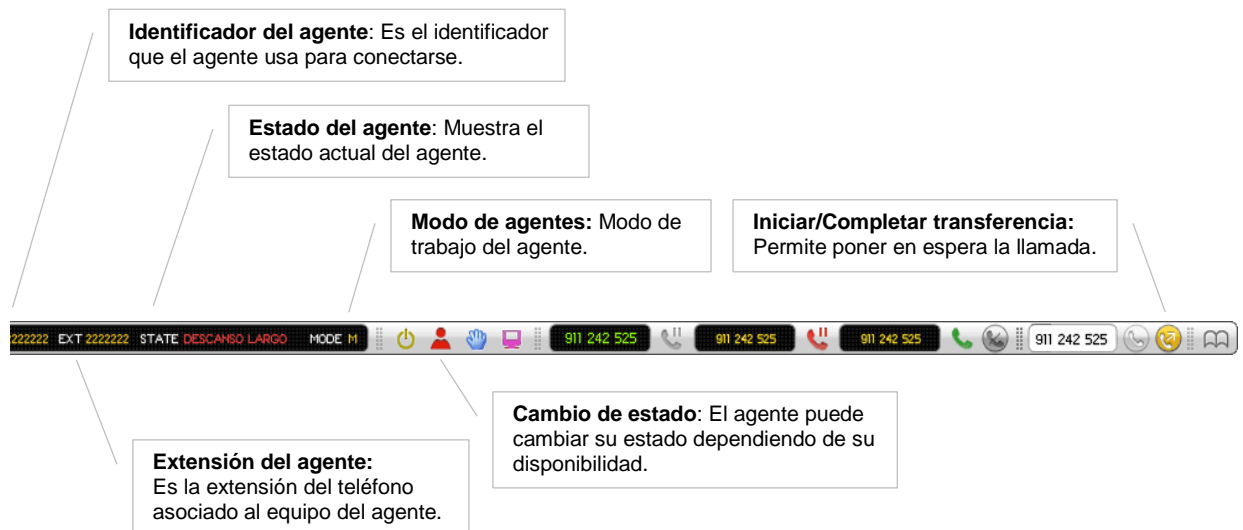 Identificador del agente: Es el identificador
que el agente usa para conectarse.
Estado del agente: Muestra el
estado actual del agente.
Modo de agentes: Modo de
trabajo del agente.
Iniciar/Completar transferencia:
Permite poner en espera la llamada.
222222 EXT 2222222 STATE DESCANSO LARGO MODE M 911 242 525 911 242 525 911 242 525 911 242 525
Cambio de estado: El agente puede
cambiar su estado dependiendo de su
disponibilidad.
Extensión del agente:
Es la extensión del teléfono
asociado al equipo del agente.